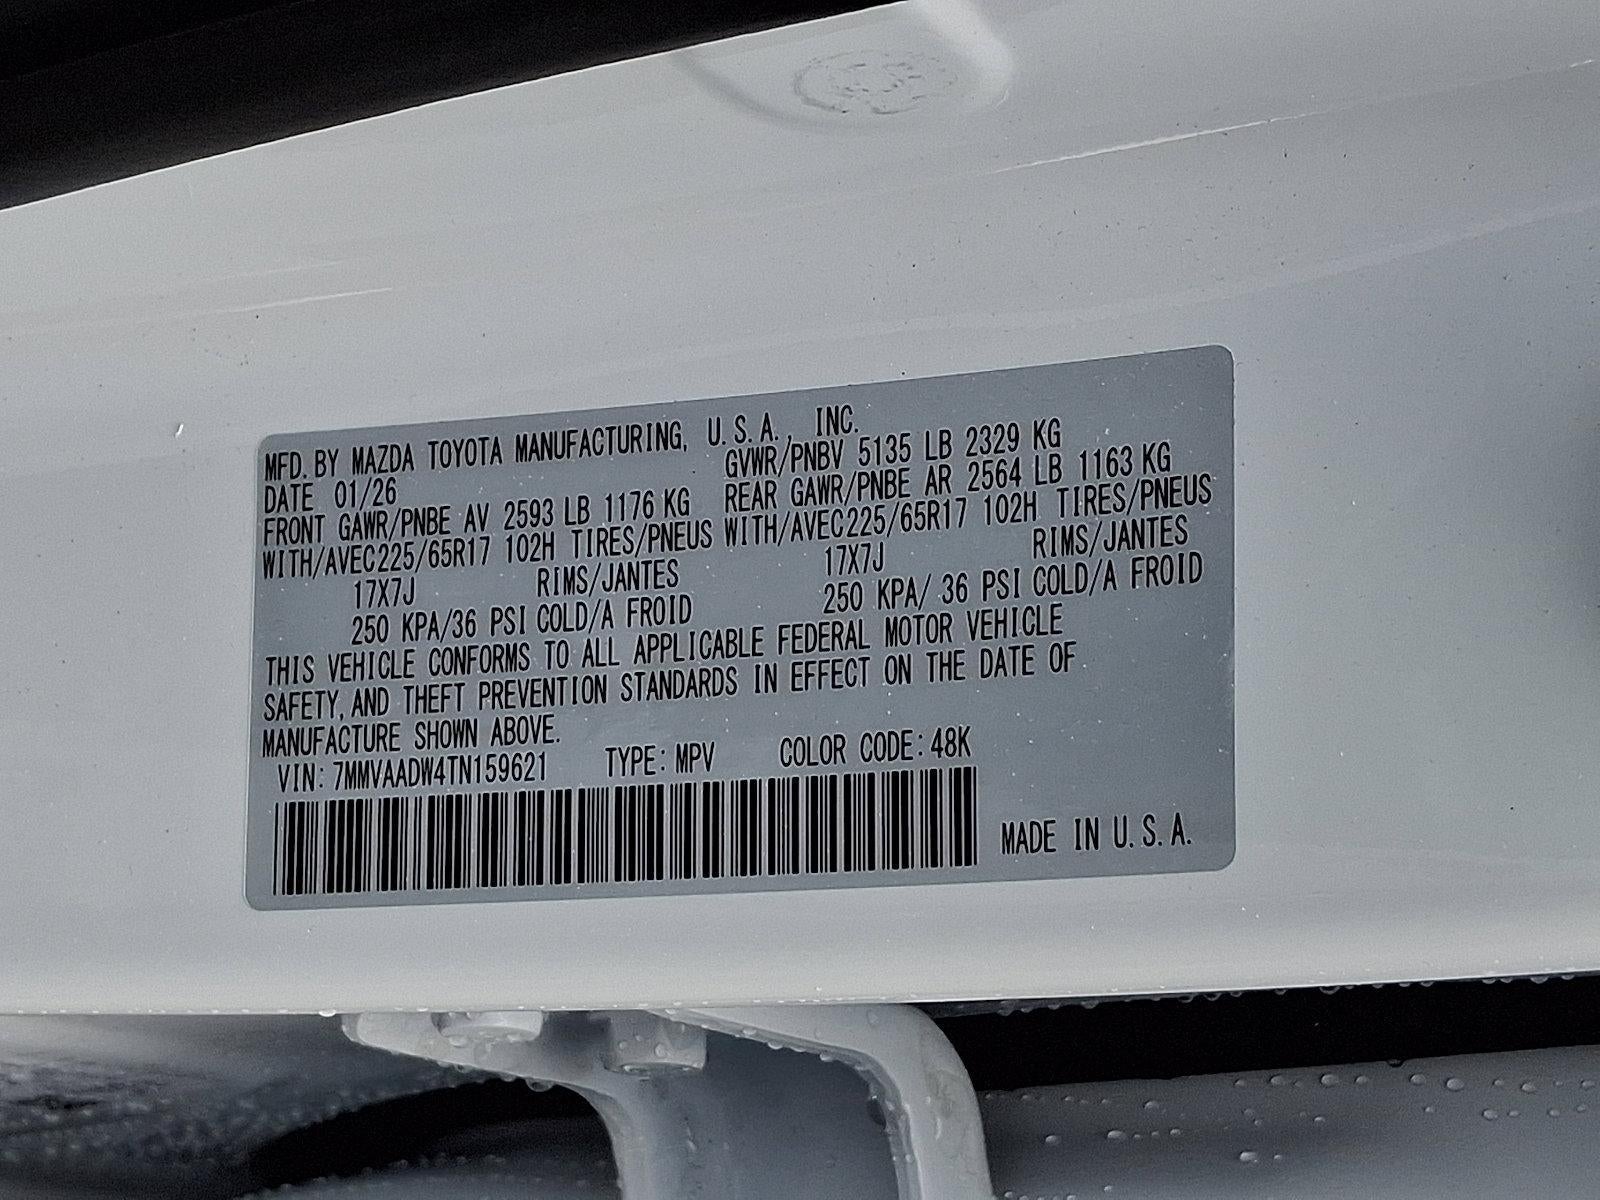 MFD. BY MAZDA TOYOTA MANUFACTURING, U.S.A., INC.
DATE 01/26 GVWR/PNBV 5135 LB 2329 KG
FRONT GAWR/PNBE AV 2593 LB 1176 KG REAR GAWR/PNBE AR 2564 LB 1163 KG
WITH/AVEC225/65R17 102H TIRES/PNEUS WITH/AVEC225/65R17 102H TIRES/PNEUS
17X7J RIMS/JANTES 17X7J RIMS/JANTES
250 KPA/36 PSI COLD/A FROID 250 KPA/ 36 PSI COLD/A FROID
THIS VEHICLE CONFORMS TO ALL APPLICABLE FEDERAL MOTOR VEHICLE
SAFETY, AND THEFT PREVENTION STANDARDS IN EFFECT ON THE DATE OF
MANUFACTURE SHOWN ABOVE.
VIN: 7MMVAADW4TN159621 TYPE: MPV COLOR CODE: 48K
MADE IN U.S.A.